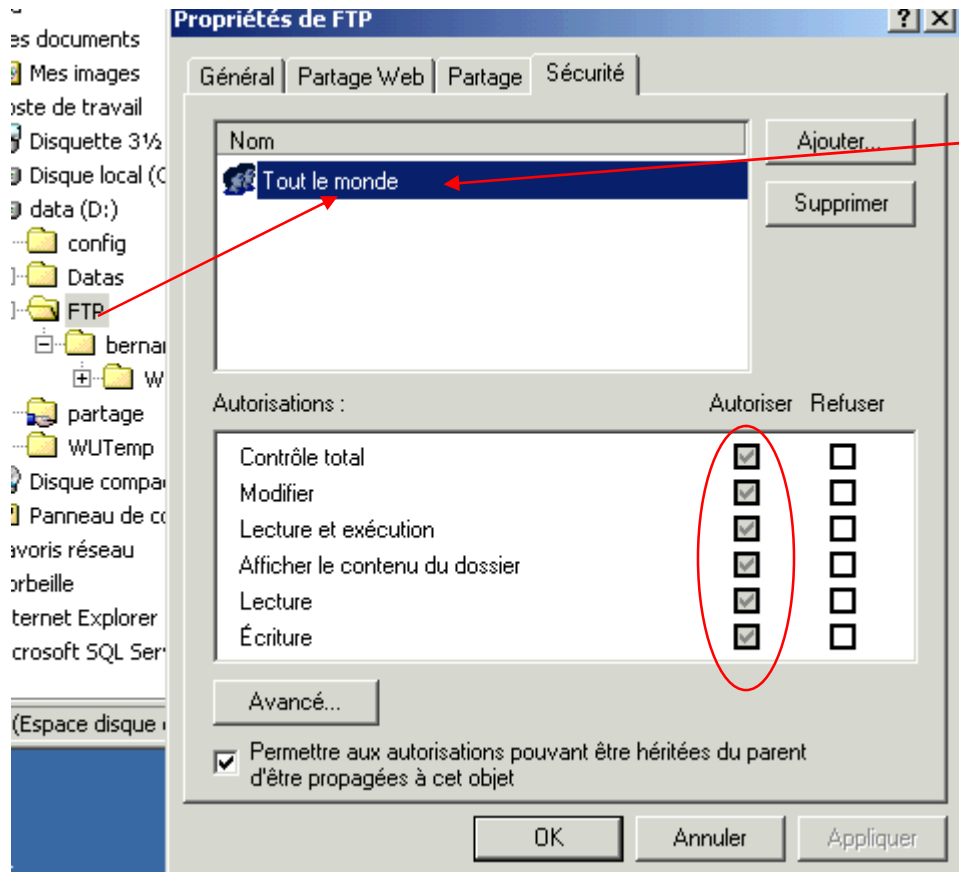 Propriétés de FTP
es documents
Mes images
oste de travail
Disquette 3½
Disque local (C
data (D:)
config
Datas
FTP
bernar
W
partage
WUTemp
Disque compa
Panneau de co
avoris réseau
orbeille
ternet Explorer
crosoft SQL Ser
(Espace disque
Général Partage Web Partage Sécurité
Nom
Tout le monde
Ajouter...
Supprimer
Autorisations : Autoriser Refuser
Contrôle total
Modifier
Lecture et exécution
Afficher le contenu du dossier
Lecture
Écriture
Avancé...
Permettre aux autorisations pouvant être héritées du parent
d'être propagées à cet objet
OK Annuler Appliquer